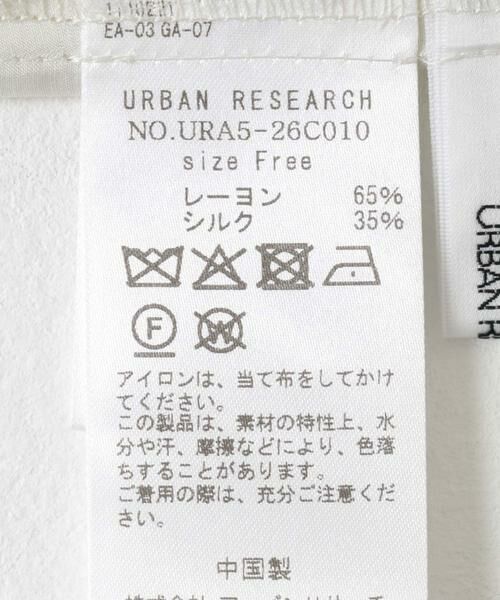 EA-03 GA-07
URBAN RESEARCH
NO.URA5-26C010
size Free
レーヨン 65%
シルク 35%
F
W
アイロンは、当て布をしてかけ
てください。
この製品は、素材の特性上、水
分や汗、摩擦などにより、色落
ちすることがあります。
ご着用の際は、充分ご注意くだ
さい。
中国製
URBAN R